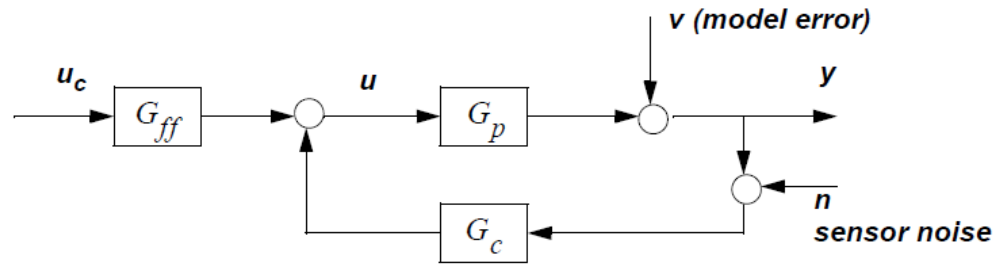 v (model error)
u_c
u
y
G_ff
G_p
n
G_c
sensor noise